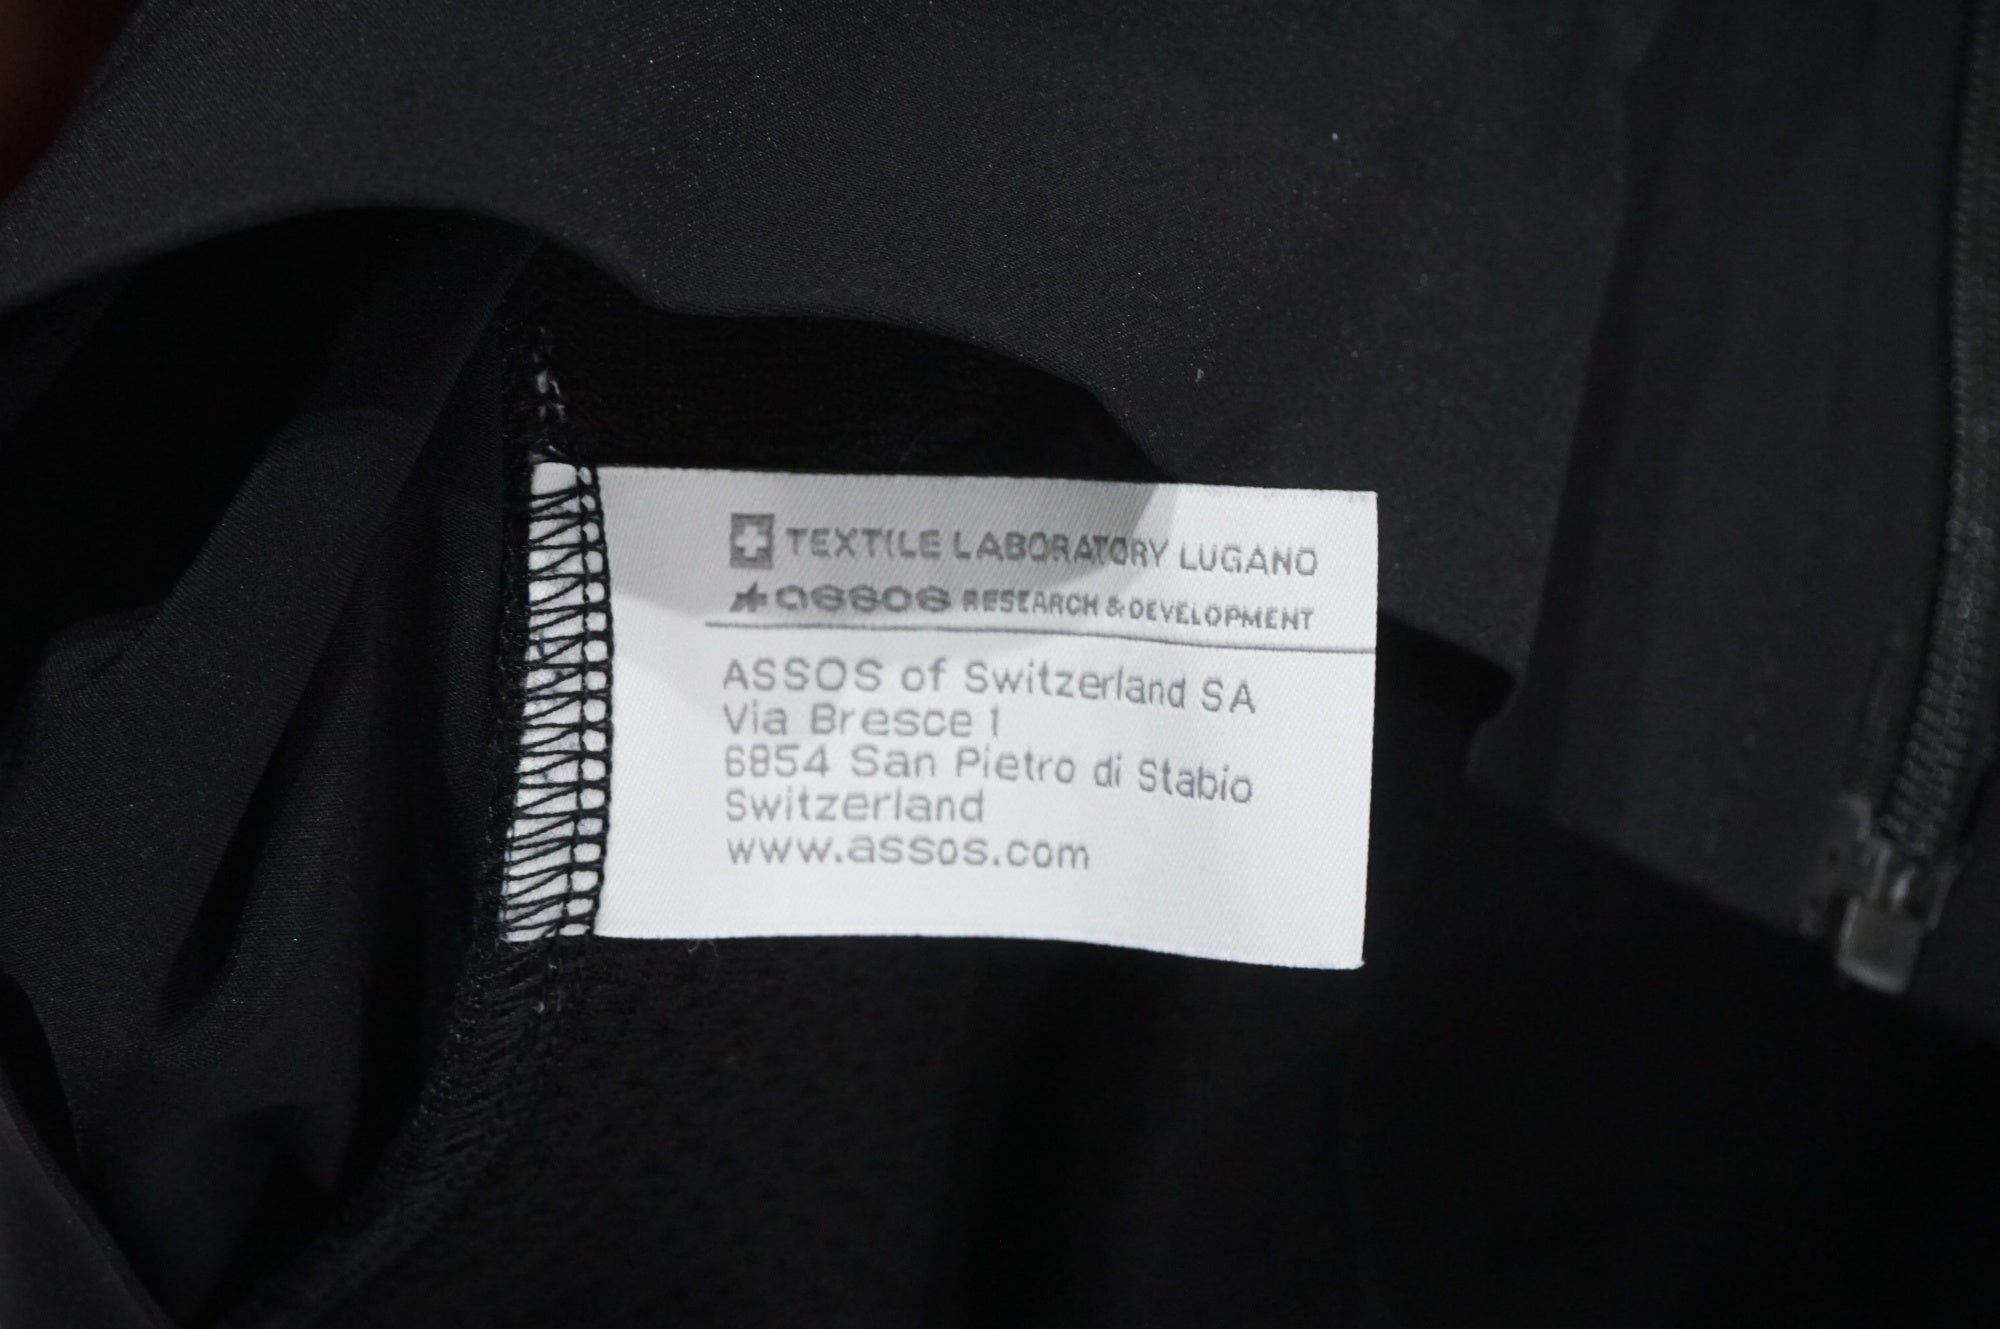 TEXTILE LABORATORY LUGANO
assos RESEARCH & DEVELOPMENT
ASSOS of Switzerland SA
Via Bresce 1
6854 San Pietro di Stabio
Switzerland
www.assos.com